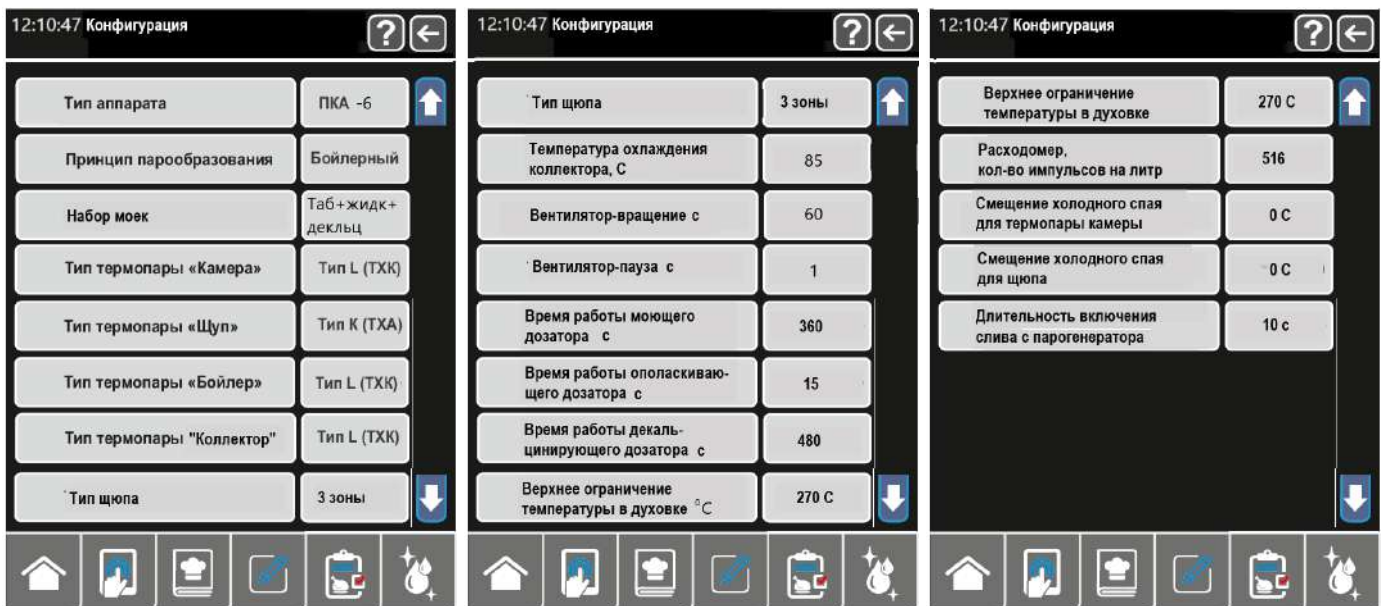 12:10:47 Конфигурация
?
Тип аппарата
ПКА -6
Принцип парообразования
Бойлерный
Набор моек
Таб+жидк+
декльц
Тип термопары «Камера»
Тип L (ТХК)
Тип термопары «Щуп»
Тип K (ТХА)
Тип термопары «Бойлер»
Тип L (ТХК)
Тип термопары "Коллектор"
Тип L (ТХК)
Тип щюпа
3 зоны
12:10:47 Конфигурация
?
Тип щюпа
3 зоны
Температура охлаждения
коллектора, С
85
Вентилятор-вращение с
60
Вентилятор-пауза с
1
Время работы моющего
дозатора с
360
Время работы ополаскиваю-
щего дозатора с
15
Время работы декаль-
цинирующего дозатора с
480
Верхнее ограничение
температуры в духовке °C
270 С
12:10:47 Конфигурация
?
Верхнее ограничение
температуры в духовке
270 С
Расходомер,
кол-во импульсов на литр
516
Смещение холодного спая
для термопары камеры
0 С
Смещение холодного спая
для щюпа
0 С
Длительность включения
слива с парогенератора
10 с